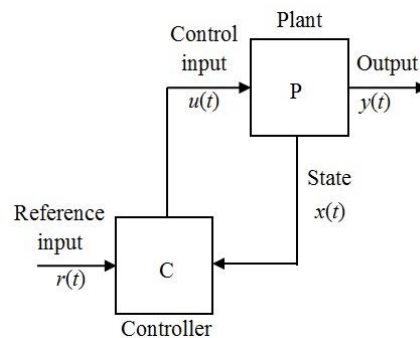 Plant
Control
input
u(t)
P
Output
y(t)
State
x(t)
Reference
input
r(t)
C
Controller